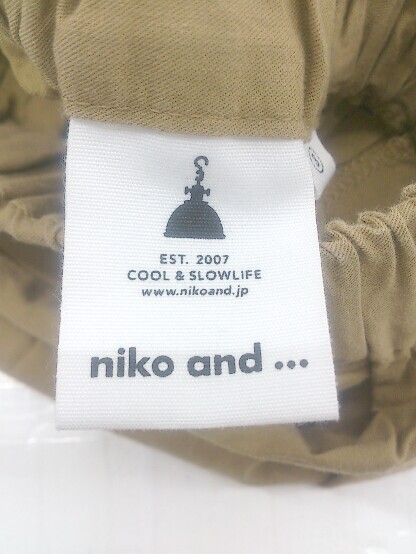 EST. 2007
COOL & SLOWLIFE
www.nikoand.jp
niko and ...